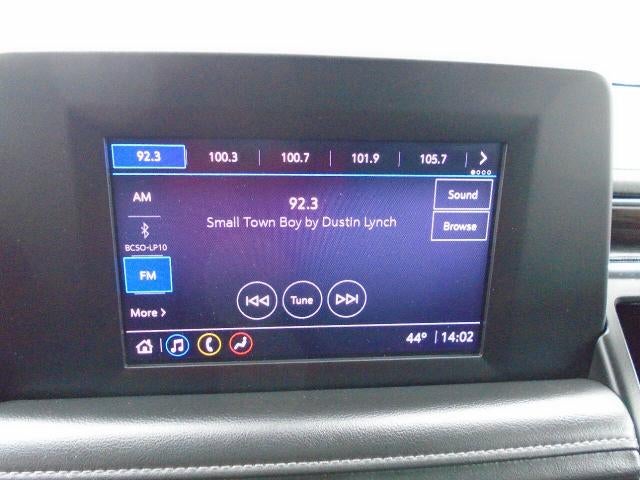 92.3 100.3 100.7 101.9 105.7 >
AM
92.3
Sound
Small Town Boy by Dustin Lynch
Browse
BCSO-LP10
FM
Tune
More >
44° 14:02